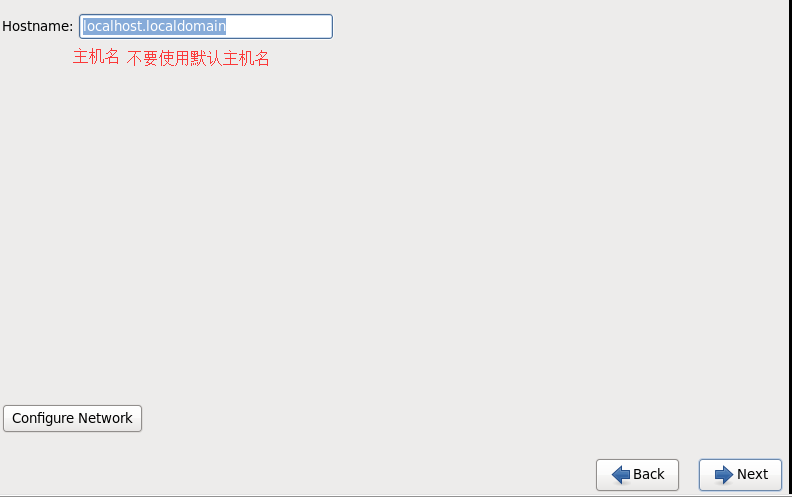 Hostname: localhost.localdomain
主机名 不要使用默认主机名
Configure Network
Back Next